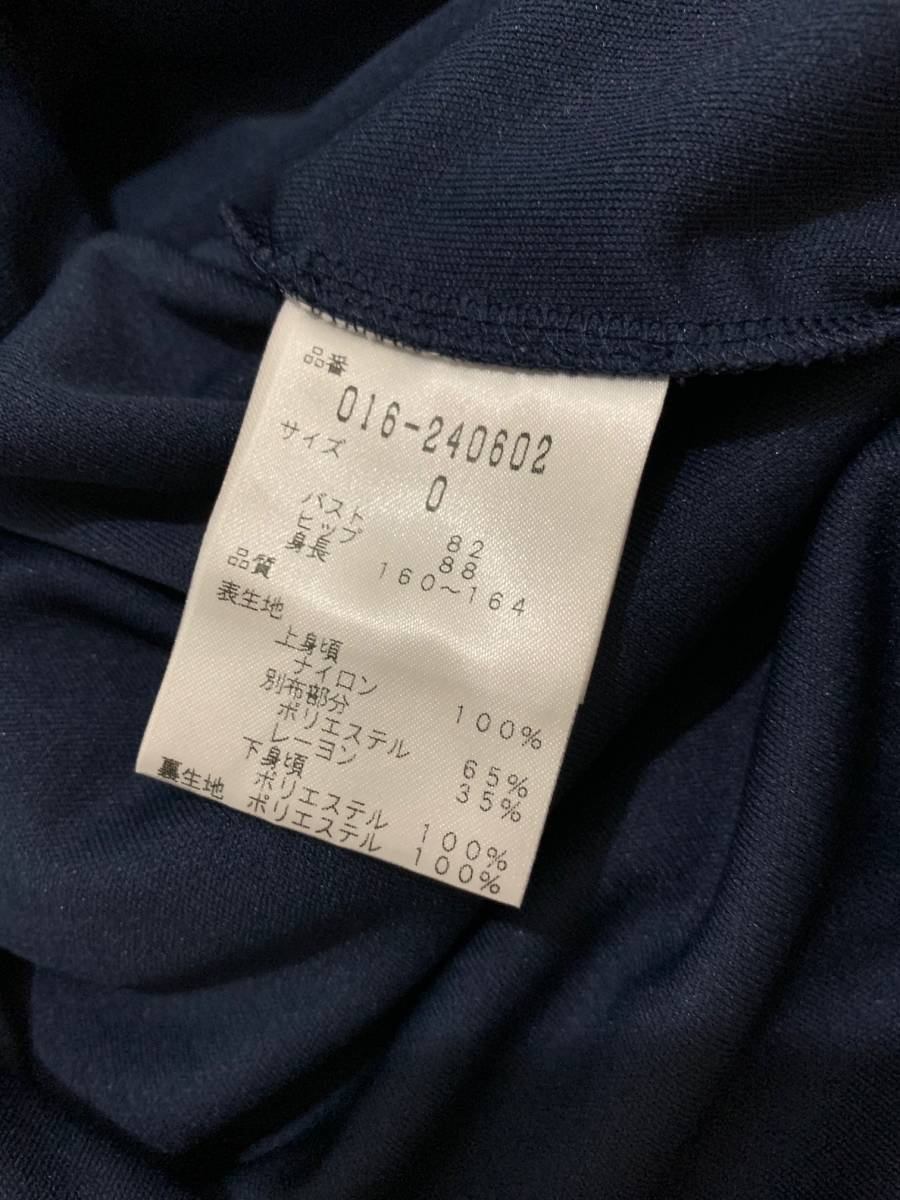 品番
016-240602
サイズ
0
バスト 82
ヒップ 88
身長 160～164
品質
表生地
上身頃
ナイロン 100%
別布部分
ポリエステル 65%
レーヨン 35%
下身頃
ポリエステル 100%
裏生地 ポリエステル 100%